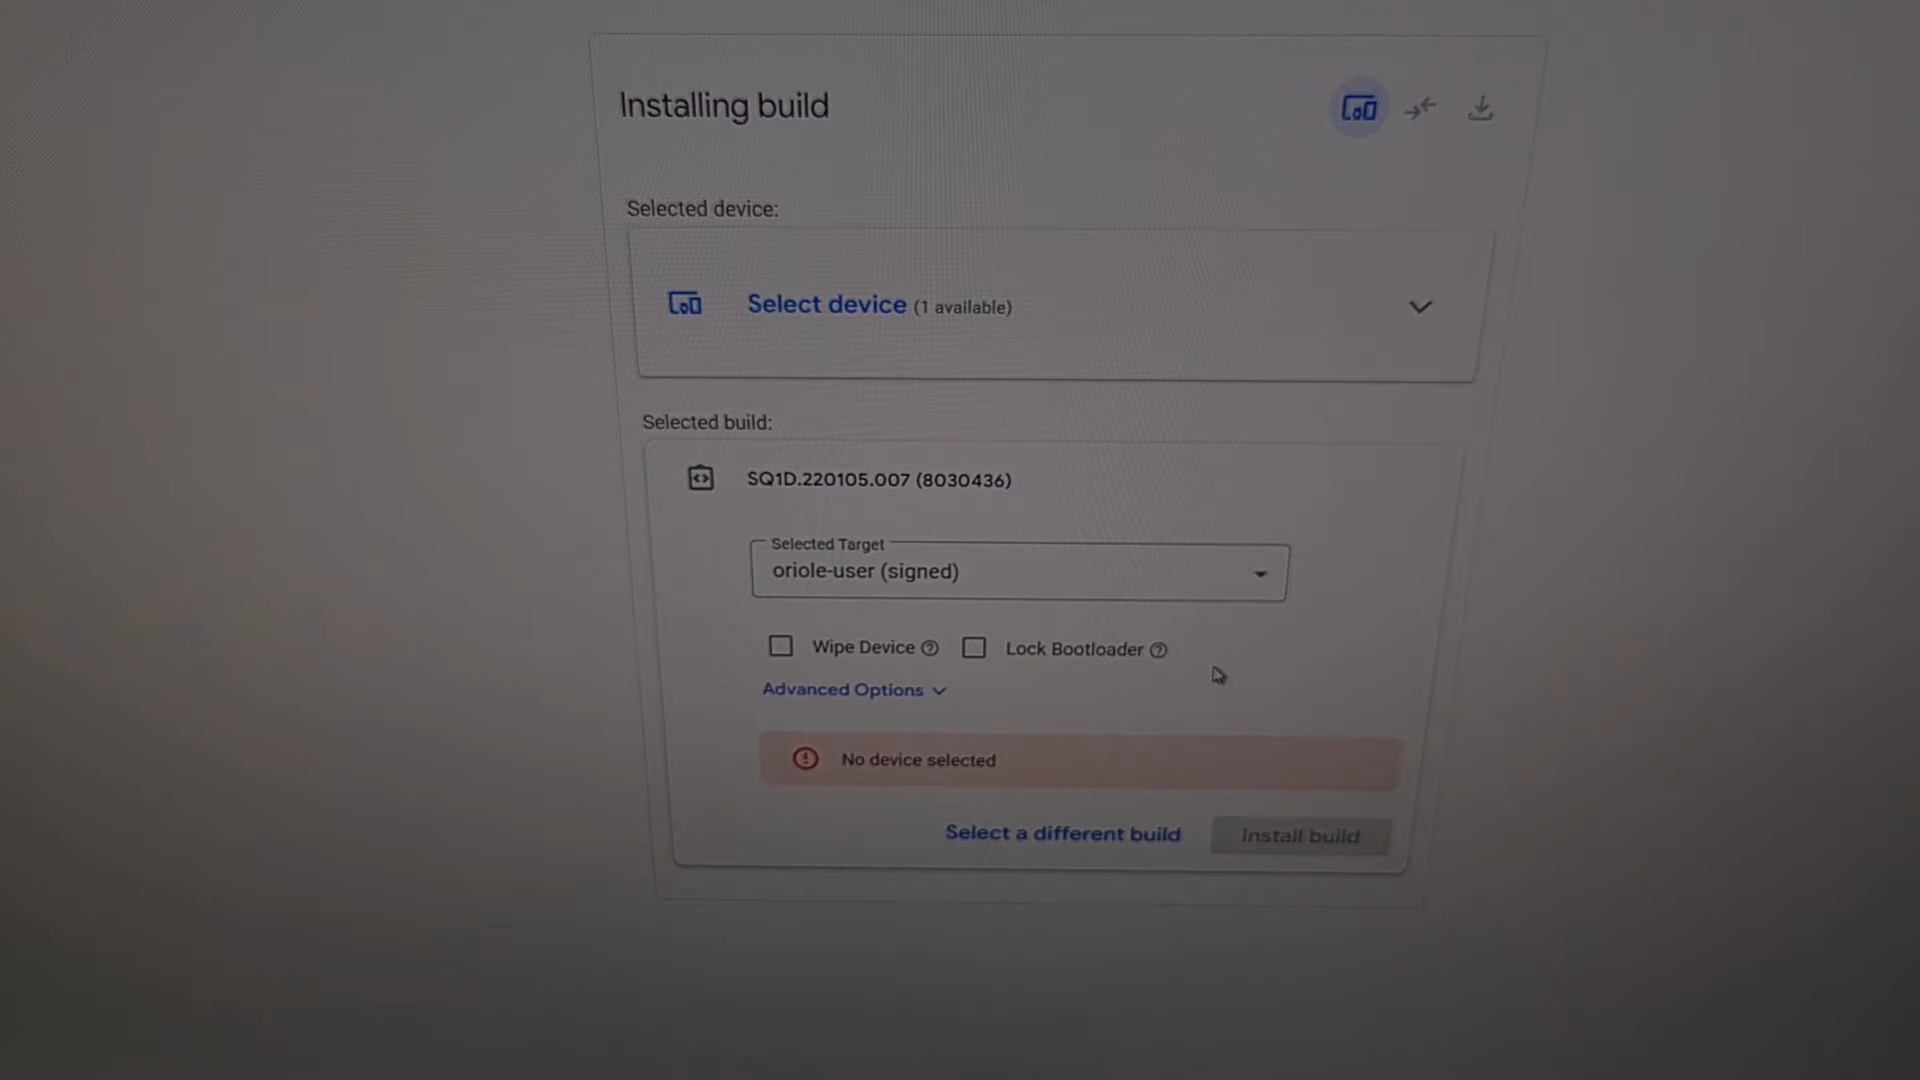 Installing build
Selected device:
Select device (1 available)
Selected build:
SQ1D.220105.007 (8030436)
Selected Target
oriole-user (signed)
Wipe Device Lock Bootloader
Advanced Options
No device selected
Select a different build Install build